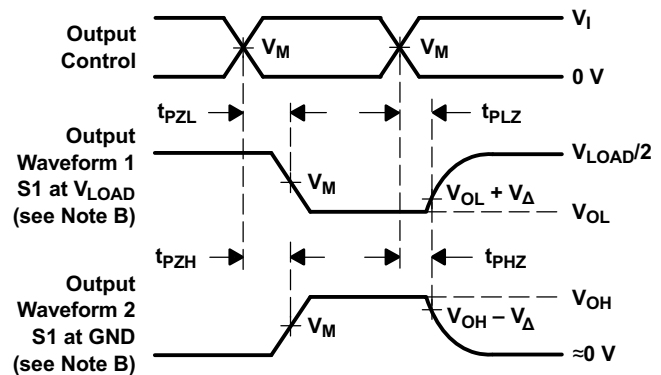 Output
Control
V_M
V_M
V_I
0 V
t_PZL
t_PLZ
Output
Waveform 1
S1 at V_LOAD
(see Note B)
V_M
V_LOAD/2
V_OL + V_Δ
V_OL
t_PZH
t_PHZ
Output
Waveform 2
S1 at GND
(see Note B)
V_M
V_OH
V_OH – V_Δ
≈0 V